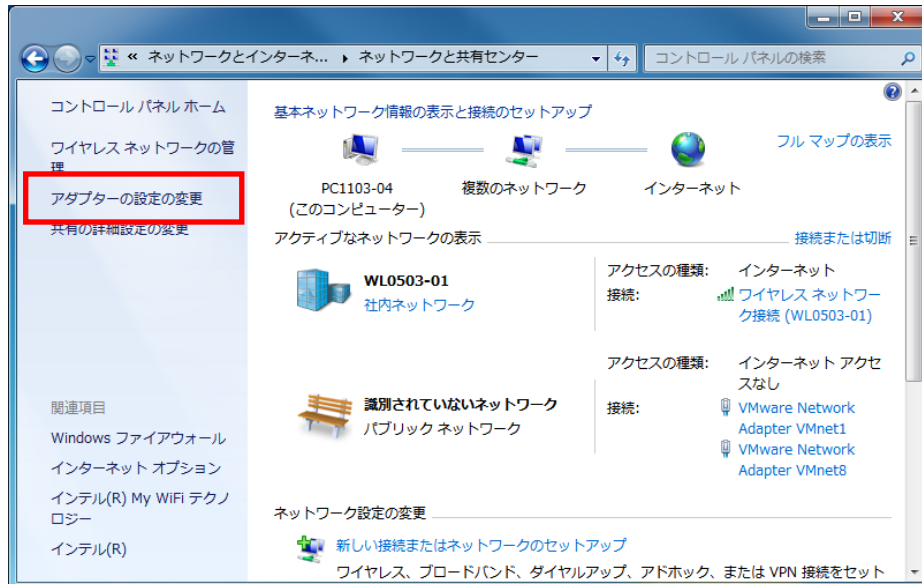 « ネットワークとインターネ... ▸ ネットワークと共有センター
コントロール パネルの検索
コントロール パネル ホーム
ワイヤレス ネットワークの管
理
アダプターの設定の変更
共有の詳細設定の変更
関連項目
Windows ファイアウォール
インターネット オプション
インテル(R) My WiFi テクノ
ロジー
インテル(R)
基本ネットワーク情報の表示と接続のセットアップ
フル マップの表示
PC1103-04
(このコンピューター)
複数のネットワーク
インターネット
アクティブなネットワークの表示
接続または切断
WL0503-01
社内ネットワーク
アクセスの種類: インターネット
接続: ワイヤレス ネットワー
ク接続 (WL0503-01)
識別されていないネットワーク
パブリック ネットワーク
アクセスの種類: インターネット アクセ
スなし
接続: VMware Network
Adapter VMnet1
VMware Network
Adapter VMnet8
ネットワーク設定の変更
新しい接続またはネットワークのセットアップ
ワイヤレス、ブロードバンド、ダイヤルアップ、アドホック、または VPN 接続をセット